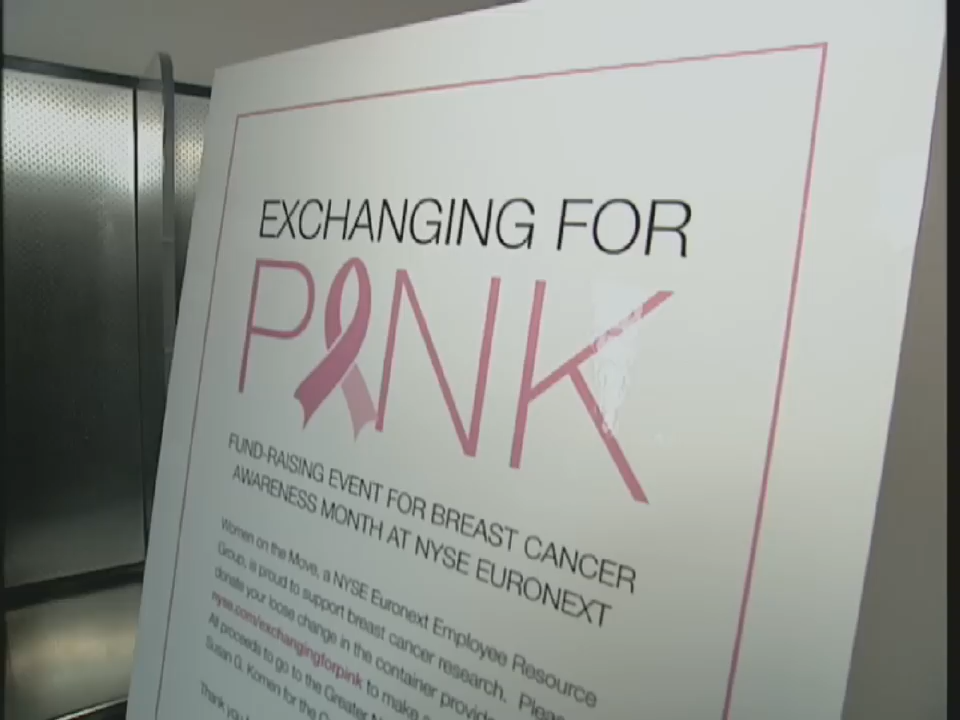 EXCHANGING FOR
PINK
FUND-RAISING EVENT FOR BREAST CANCER
AWARENESS MONTH AT NYSE EURONEXT
Women on the Move, a NYSE Euronext Employee Resource
Group, is proud to support breast cancer research.
donate your loose change in the container
nyse.com/exchangingforpink to make
All proceeds to go to the Greater
Susan G. Komen for the
Thank you